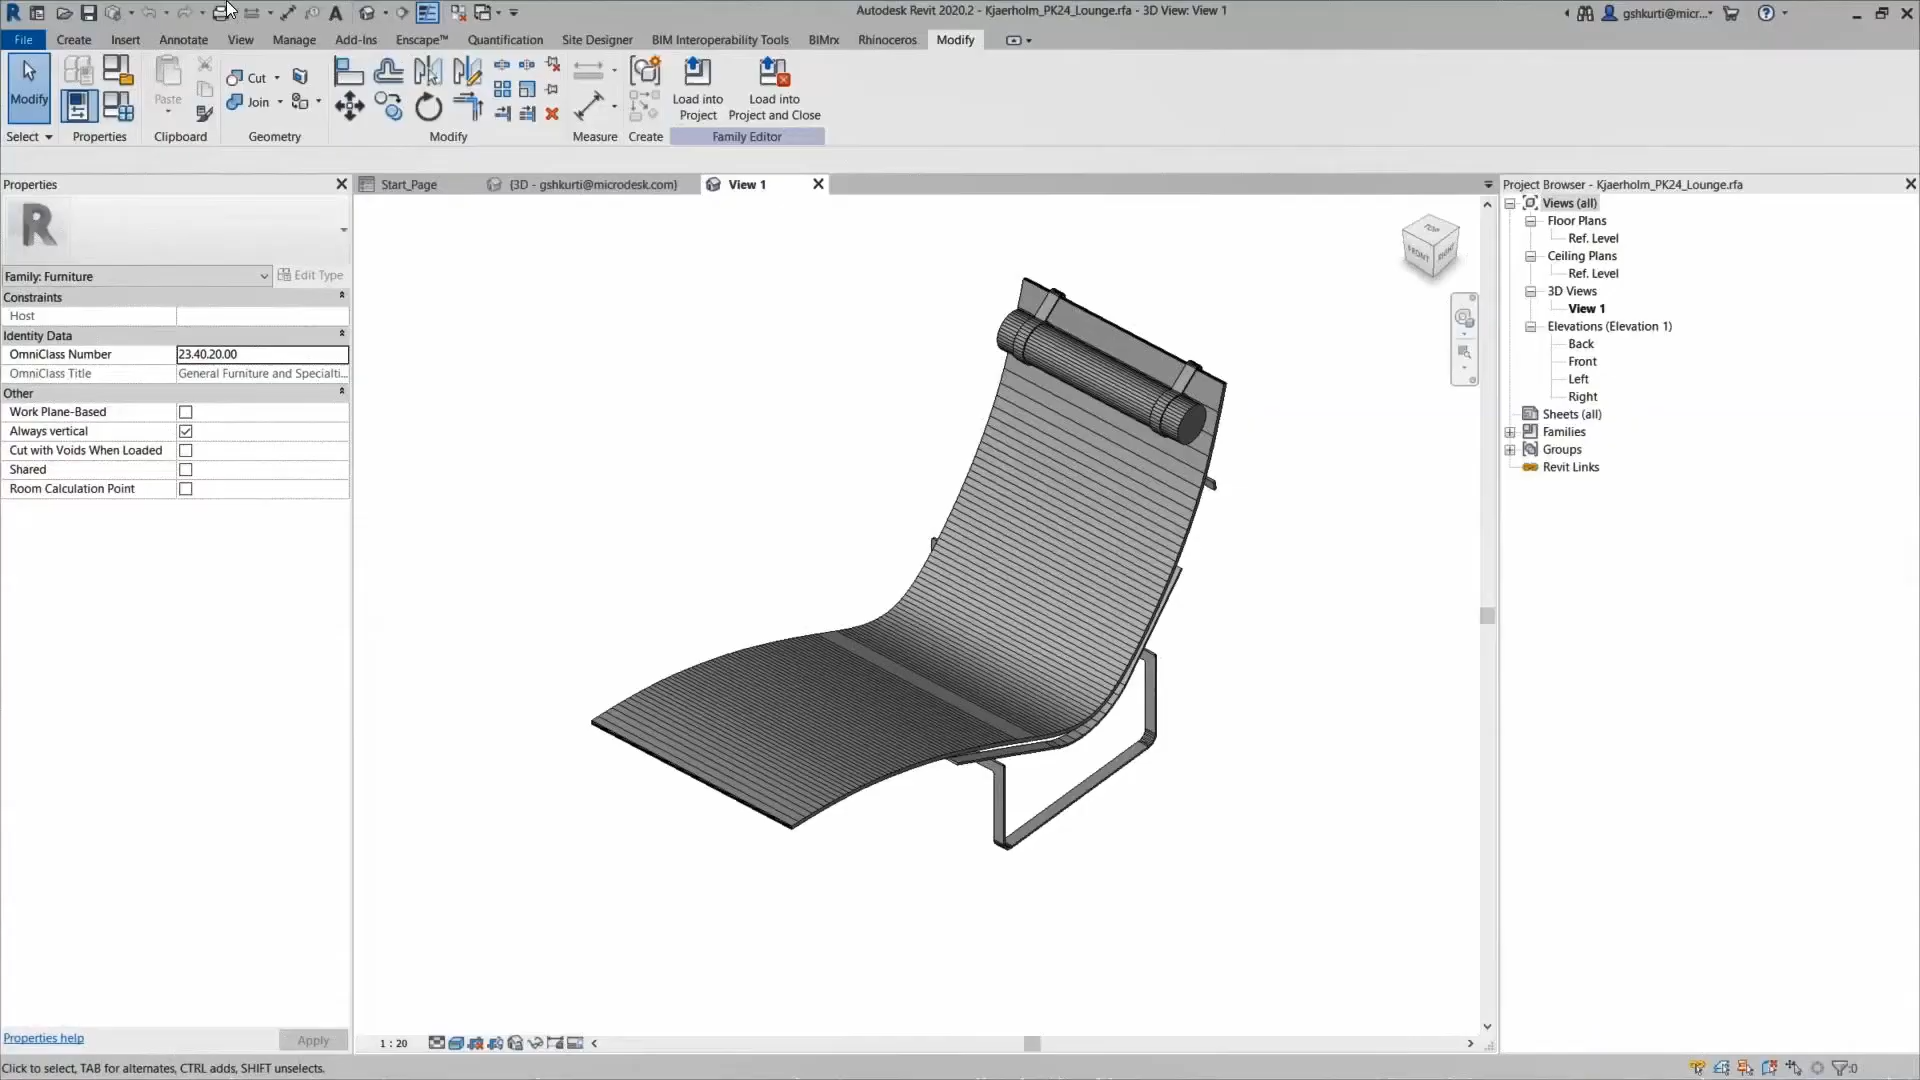 Autodesk Revit 2020.2 - Kjaerholm_PK24_Lounge.rfa - 3D View: View 1
gshkurti@micr...
File Create Insert Annotate View Manage Add-Ins Enscape™ Quantification Site Designer BIM Interoperability Tools BIMrx Rhinoceros Modify
Modify
Paste
Cut
Join
Load into Project
Load into Project and Close
Select Properties Clipboard Geometry Modify Measure Create Family Editor
Properties
Start_Page
{3D - gshkurti@microdesk.com}
View 1
Project Browser - Kjaerholm_PK24_Lounge.rfa
R
Family: Furniture
Edit Type
Constraints
Host
Identity Data
OmniClass Number 23.40.20.00
OmniClass Title General Furniture and Specialti...
Other
Work Plane-Based
Always vertical
Cut with Voids When Loaded
Shared
Room Calculation Point
TOP
FRONT
RIGHT
Views (all)
Floor Plans
Ref. Level
Ceiling Plans
Ref. Level
3D Views
View 1
Elevations (Elevation 1)
Back
Front
Left
Right
Sheets (all)
Families
Groups
Revit Links
Properties help
Apply
1 : 20
Click to select, TAB for alternates, CTRL adds, SHIFT unselects.
:0